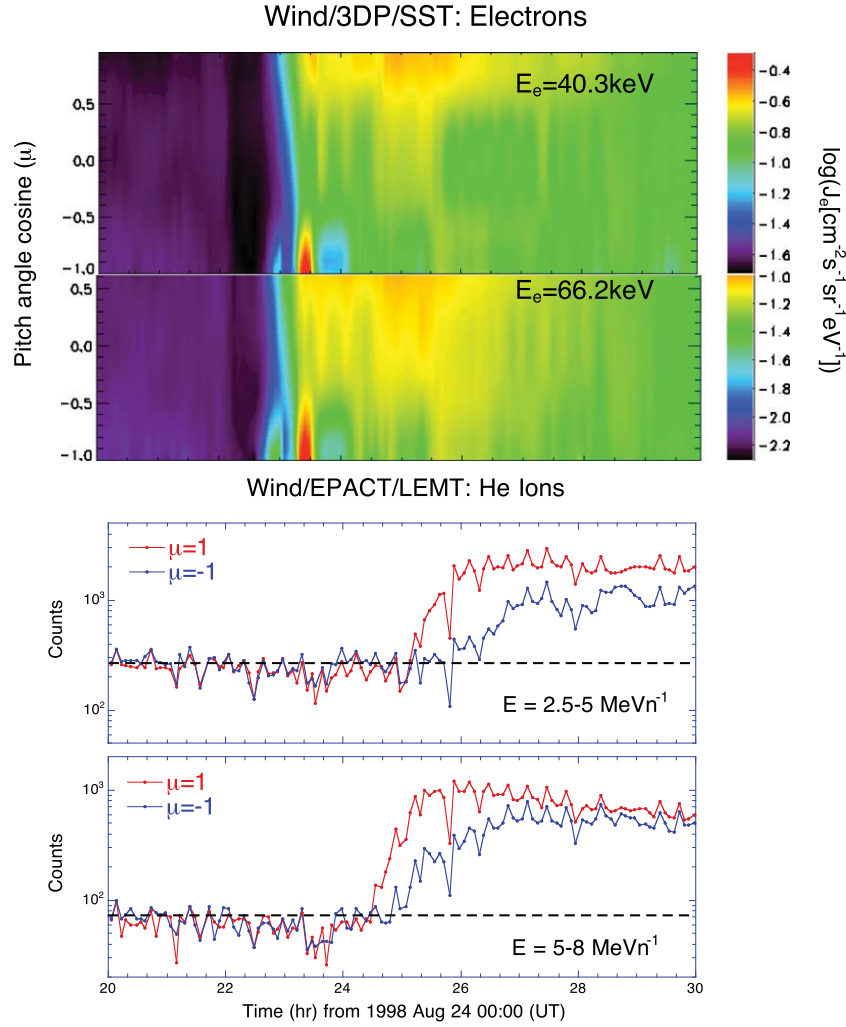 Wind/3DP/SST: Electrons
Pitch angle cosine (μ)
0.5
0.0
−0.5
−1.0
E_e=40.3keV
0.5
0.0
−0.5
−1.0
E_e=66.2keV
−0.4
−0.6
−0.8
−1.0
−1.2
−1.4
−1.6
−1.0
−1.2
−1.4
−1.6
−1.8
−2.0
−2.2
log(J_e[cm⁻²s⁻¹sr⁻¹eV⁻¹])
Wind/EPACT/LEMT: He Ions
μ=1
μ=-1
Counts
10³
10²
E = 2.5-5 MeVn⁻¹
μ=1
μ=-1
Counts
10³
10²
E = 5-8 MeVn⁻¹
20 22 24 26 28 30
Time (hr) from 1998 Aug 24 00:00 (UT)